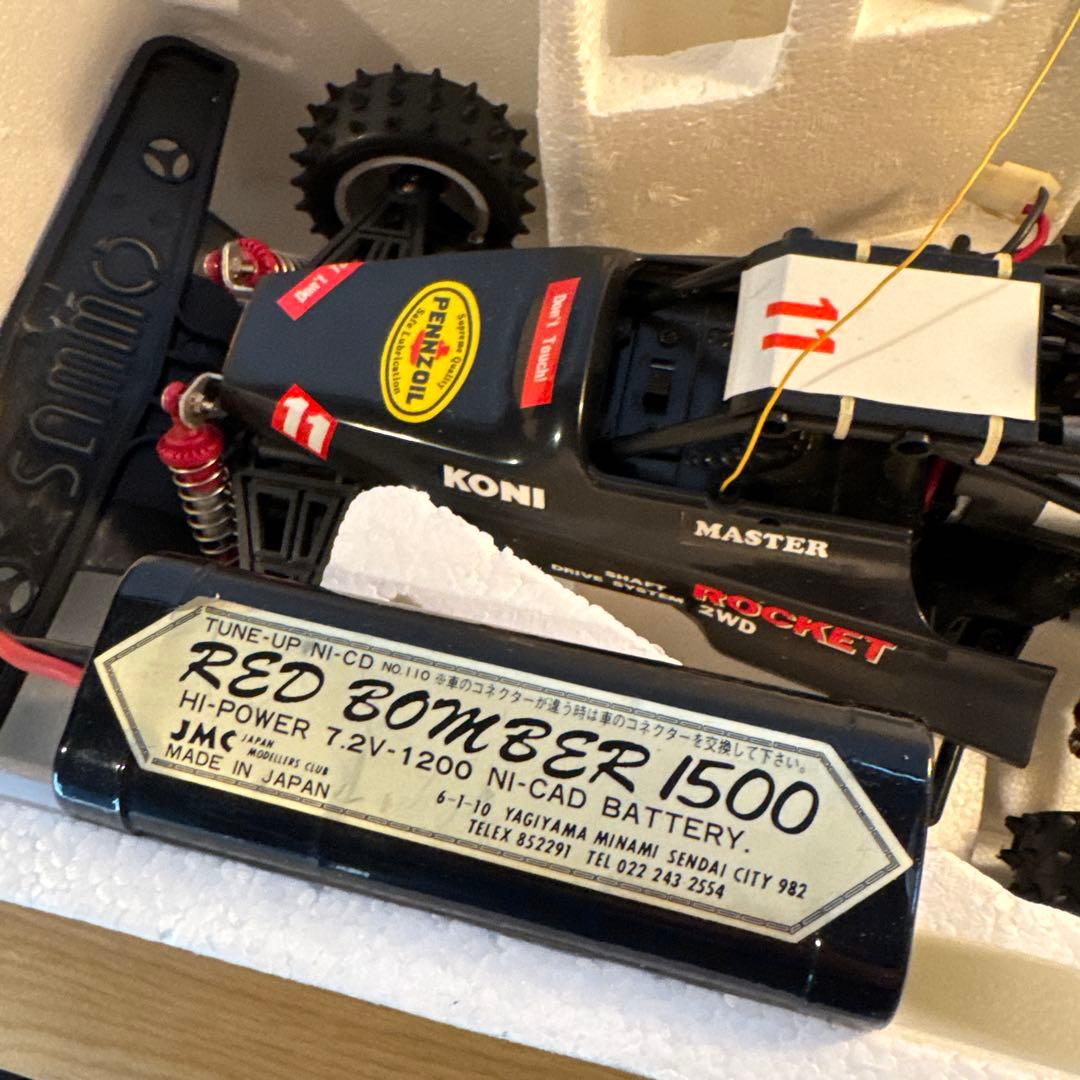 SUMMO
Don't T
Supreme Quality
PENNZOIL
Safe Lubrication
Don't Touch!
11
11
KONI
MASTER
SHAFT
DRIVE SYSTEM 2WD
ROCKET
TUNE-UP NI-CD NO.110 ※車のコネクターが違う時は車のコネクターを交換して下さい。
RED BOMBER 1500
HI-POWER 7.2V-1200 NI-CAD BATTERY.
JMC JAPAN MODELLERS CLUB
MADE IN JAPAN
6-1-10 YAGIYAMA MINAMI SENDAI CITY 982
TELEX 852291 TEL 022 243 2554